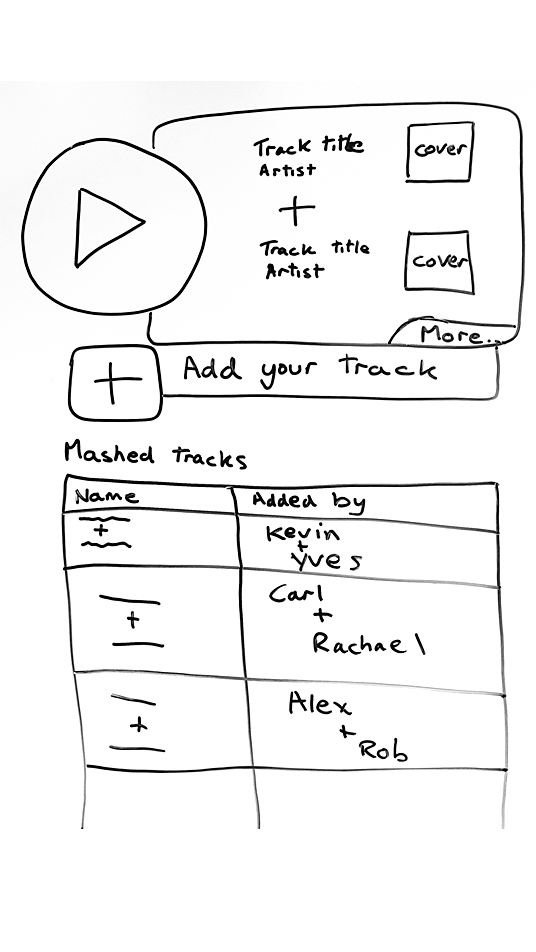 Track title
Artist
cover
+
Track title
Artist
cover
More..
+ Add your track
Mashed tracks
Name
Added by
+
Kevin
+
Yves
+
Carl
+
Rachael
+
Alex
+
Rob